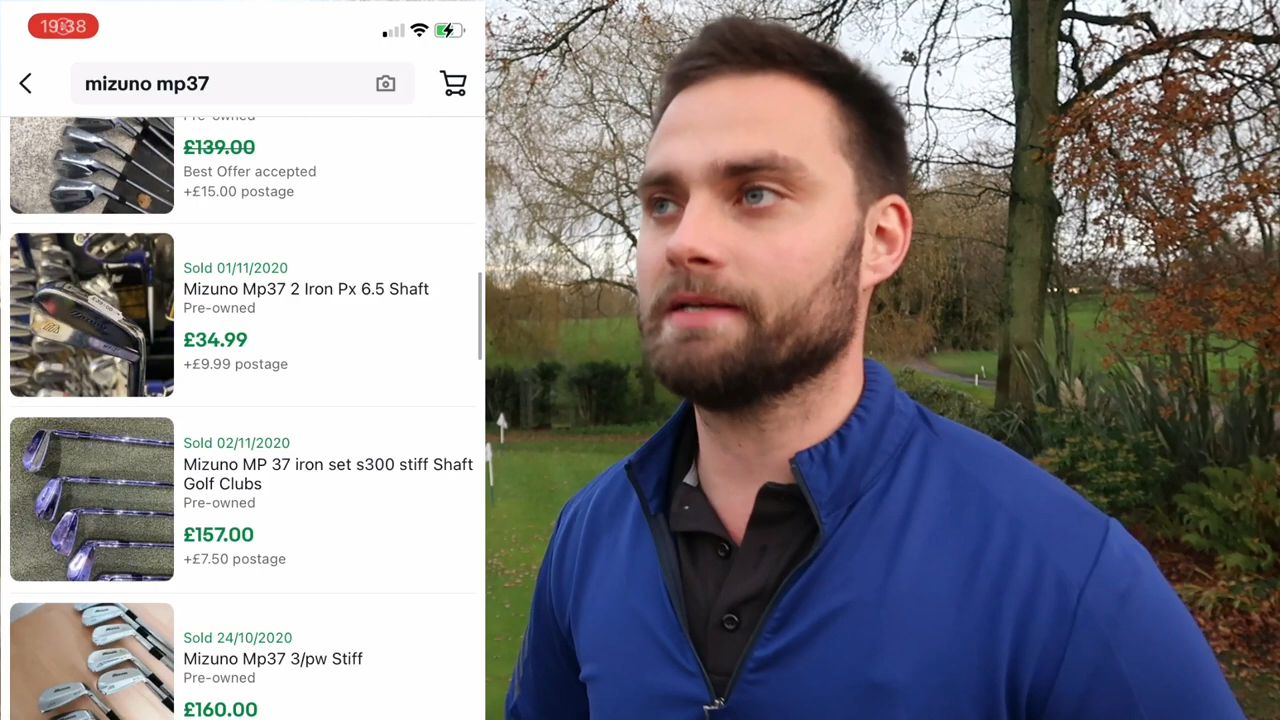 19:38
mizuno mp37
Pre-owned
£139.00
Best Offer accepted
+£15.00 postage
Sold 01/11/2020
Mizuno Mp37 2 Iron Px 6.5 Shaft
Pre-owned
£34.99
+£9.99 postage
Sold 02/11/2020
Mizuno MP 37 iron set s300 stiff Shaft
Golf Clubs
Pre-owned
£157.00
+£7.50 postage
Sold 24/10/2020
Mizuno Mp37 3/pw Stiff
Pre-owned
£160.00